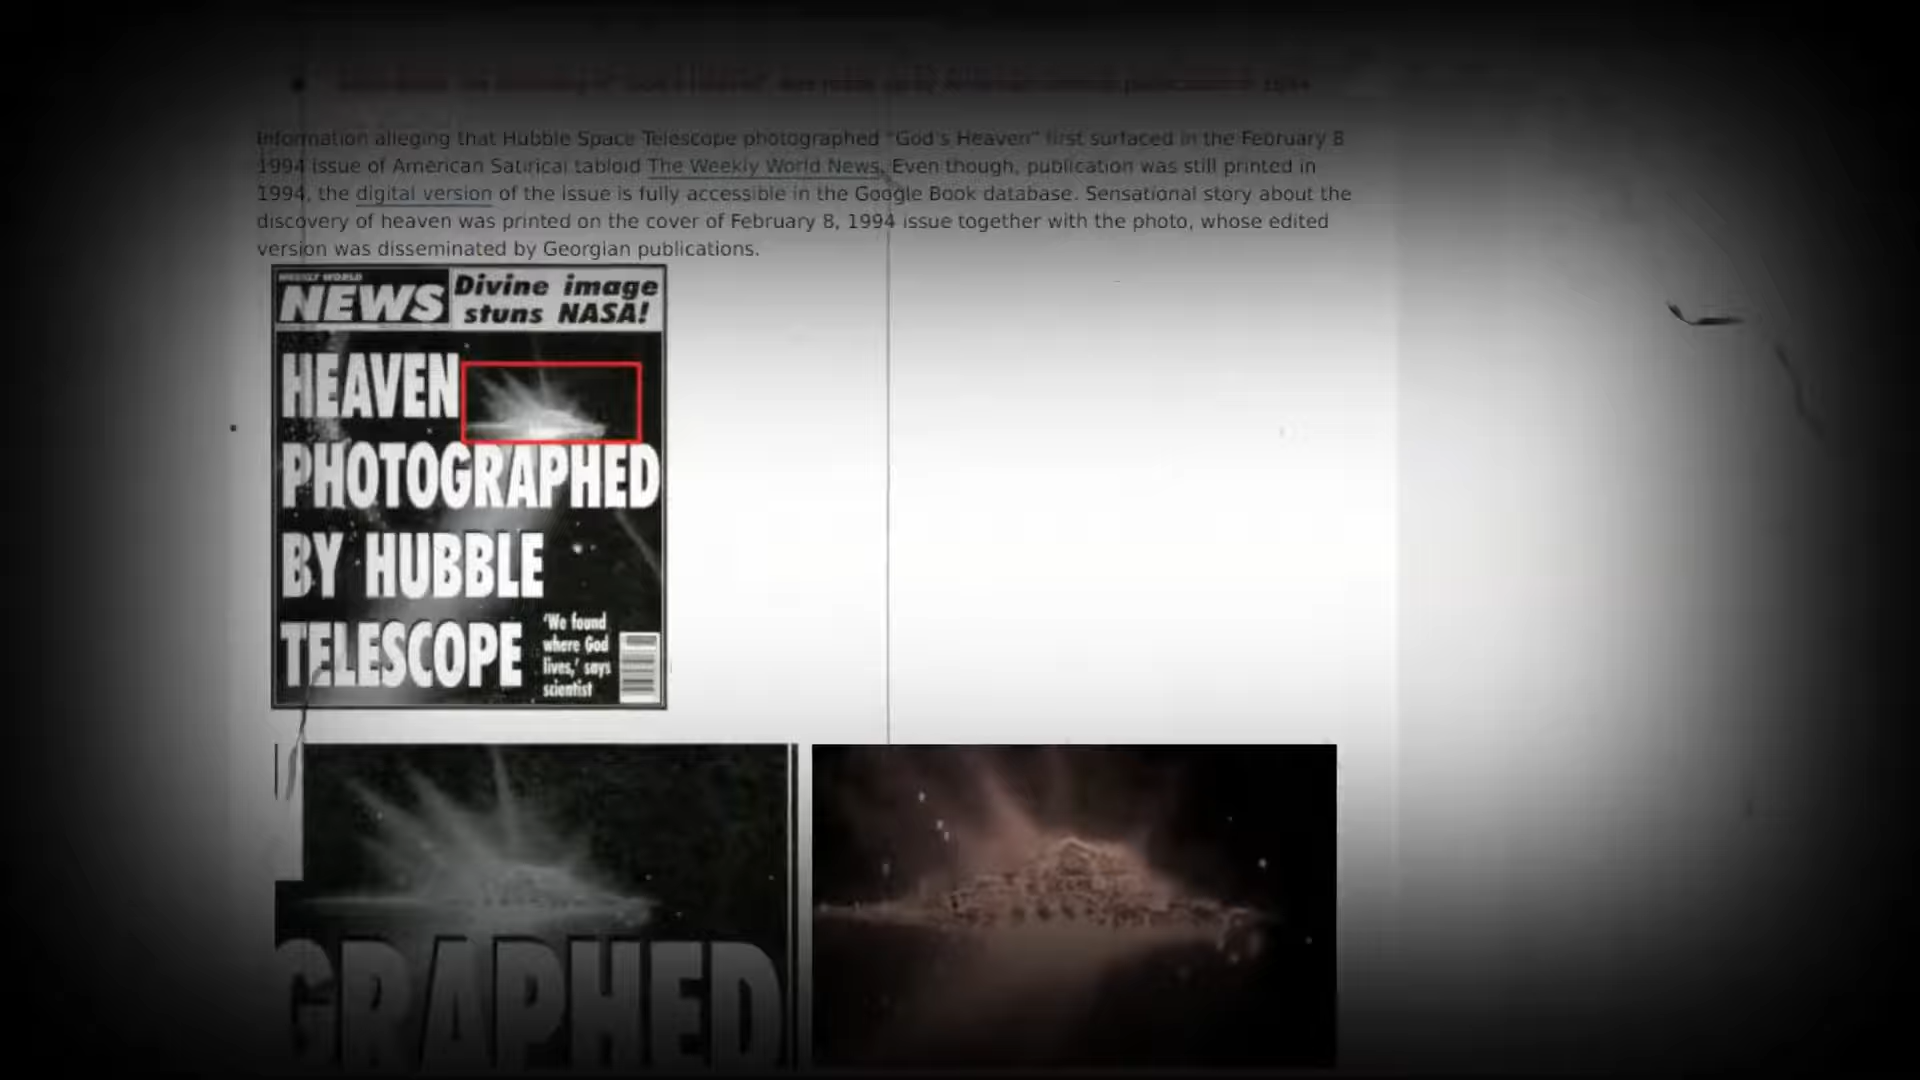 Information alleging that Hubble Space Telescope photographed "God's Heaven" first surfaced in the February 8
1994 issue of American Satirical tabloid The Weekly World News. Even though, publication was still printed in
1994, the digital version of the issue is fully accessible in the Google Book database. Sensational story about the
discovery of heaven was printed on the cover of February 8, 1994 issue together with the photo, whose edited
version was disseminated by Georgian publications.
WEEKLY WORLD
NEWS
Divine image
stuns NASA!
HEAVEN
PHOTOGRAPHED
BY HUBBLE
TELESCOPE
'We found
where God
lives,' says
scientist
GRAPHED